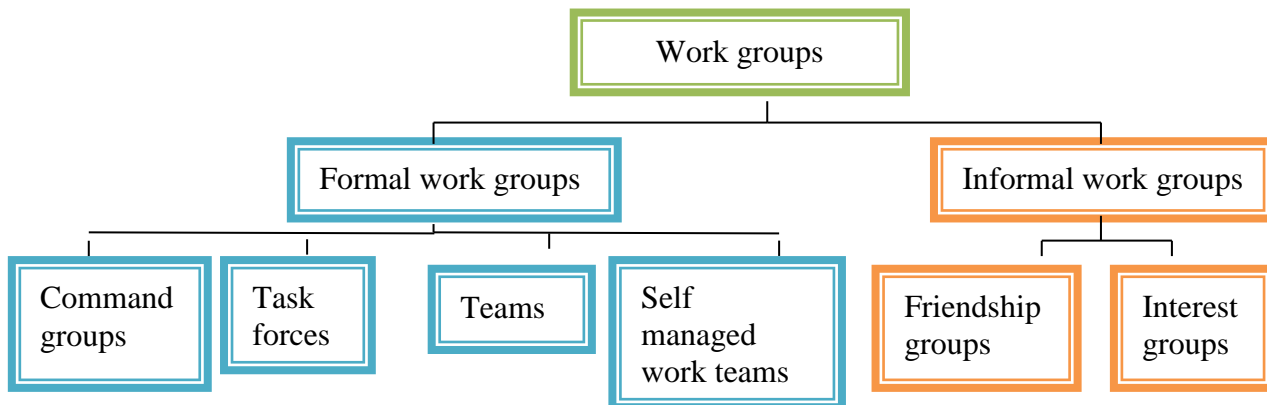 Work groups
Formal work groups
Informal work groups
Command
groups
Task
forces
Teams
Self
managed
work teams
Friendship
groups
Interest
groups